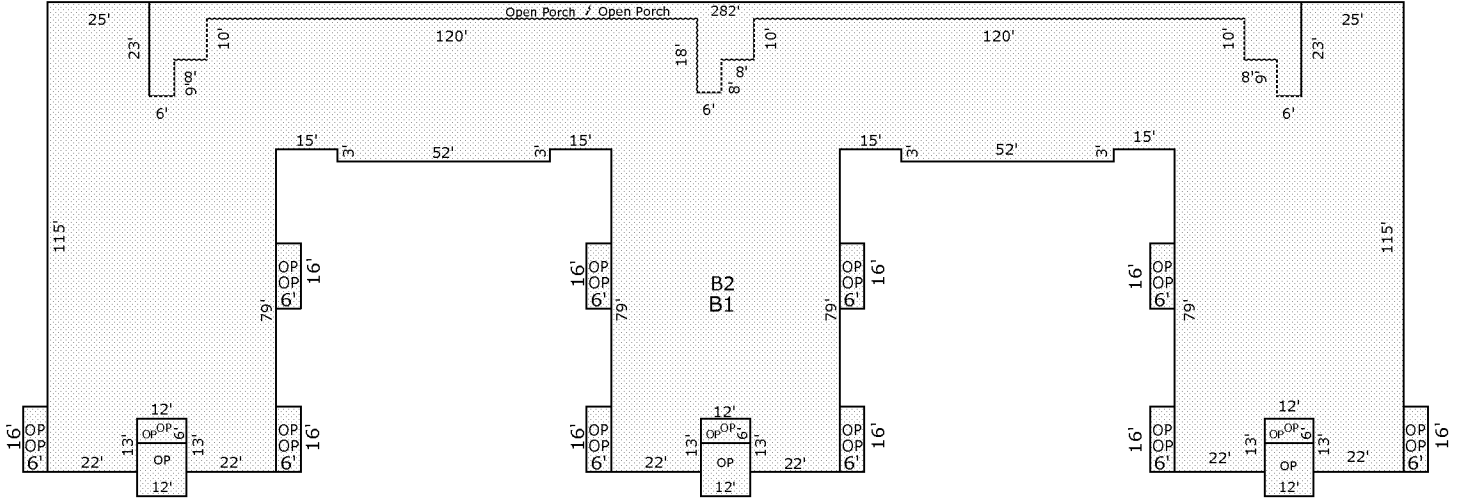 Open Porch / Open Porch 282'
25' 25'
23' 10' 120' 18' 10' 120' 10' 23'
9' 8' 8' 8' 8' 9'
6' 6' 6'
15' 15' 15' 15'
3' 52' 3' 3' 52' 3'
115' 115'
OP OP OP OP
OP 16' 16' OP OP 16' 16' OP
6' 6' 6' 6'
B2
B1
79' 79' 79' 79'
12' 12' 12'
OP OP 6' OP OP 6' OP OP 6'
16' OP 13' 13' OP 16' 16' OP 13' 13' OP 16' 16' OP 13' 13' OP 16'
OP OP OP OP OP OP
6' 22' OP 22' 6' 6' 22' OP 22' 6' 6' 22' OP 22' 6'
12' 12' 12'